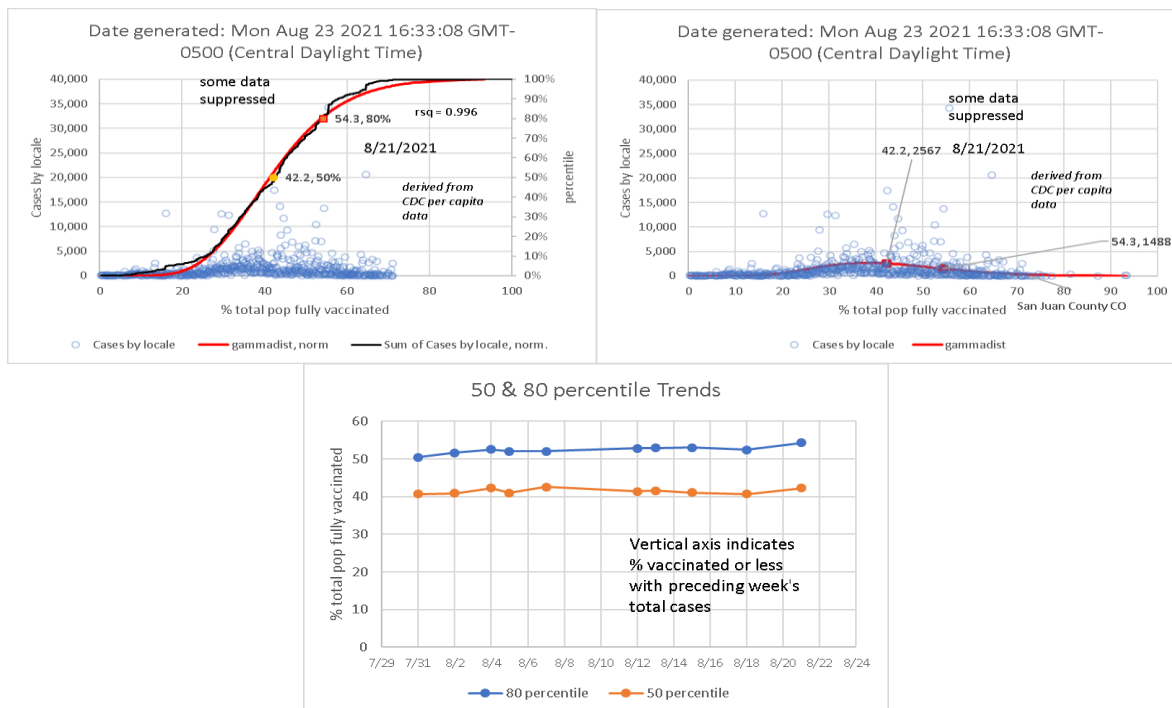 Date generated: Mon Aug 23 2021 16:33:08 GMT-
0500 (Central Daylight Time)
40,000
35,000
30,000
25,000
20,000
15,000
10,000
5,000
0
Cases by locale
some data
suppressed
54.3, 80%
rsq = 0.996
8/21/2021
42.2, 50%
derived from
CDC per capita
data
100%
90%
80%
70%
60%
50%
40%
30%
20%
10%
0%
percentile
0 20 40 60 80 100
% total pop fully vaccinated
Cases by locale gammadist, norm Sum of Cases by locale, norm.
Date generated: Mon Aug 23 2021 16:33:08 GMT-
0500 (Central Daylight Time)
40,000
35,000
30,000
25,000
20,000
15,000
10,000
5,000
0
Cases by locale
some data
suppressed
42.2, 2567
8/21/2021
derived from
CDC per capita
data
54.3, 1488
0 10 20 30 40 50 60 70 80 90 100
% total pop fully vaccinated
San Juan County CO
Cases by locale gammadist
50 & 80 percentile Trends
60
50
40
30
20
10
0
% total pop fully vaccinated
Vertical axis indicates
% vaccinated or less
with preceding week's
total cases
7/29 7/31 8/2 8/4 8/6 8/8 8/10 8/12 8/14 8/16 8/18 8/20 8/22 8/24
80 percentile 50 percentile